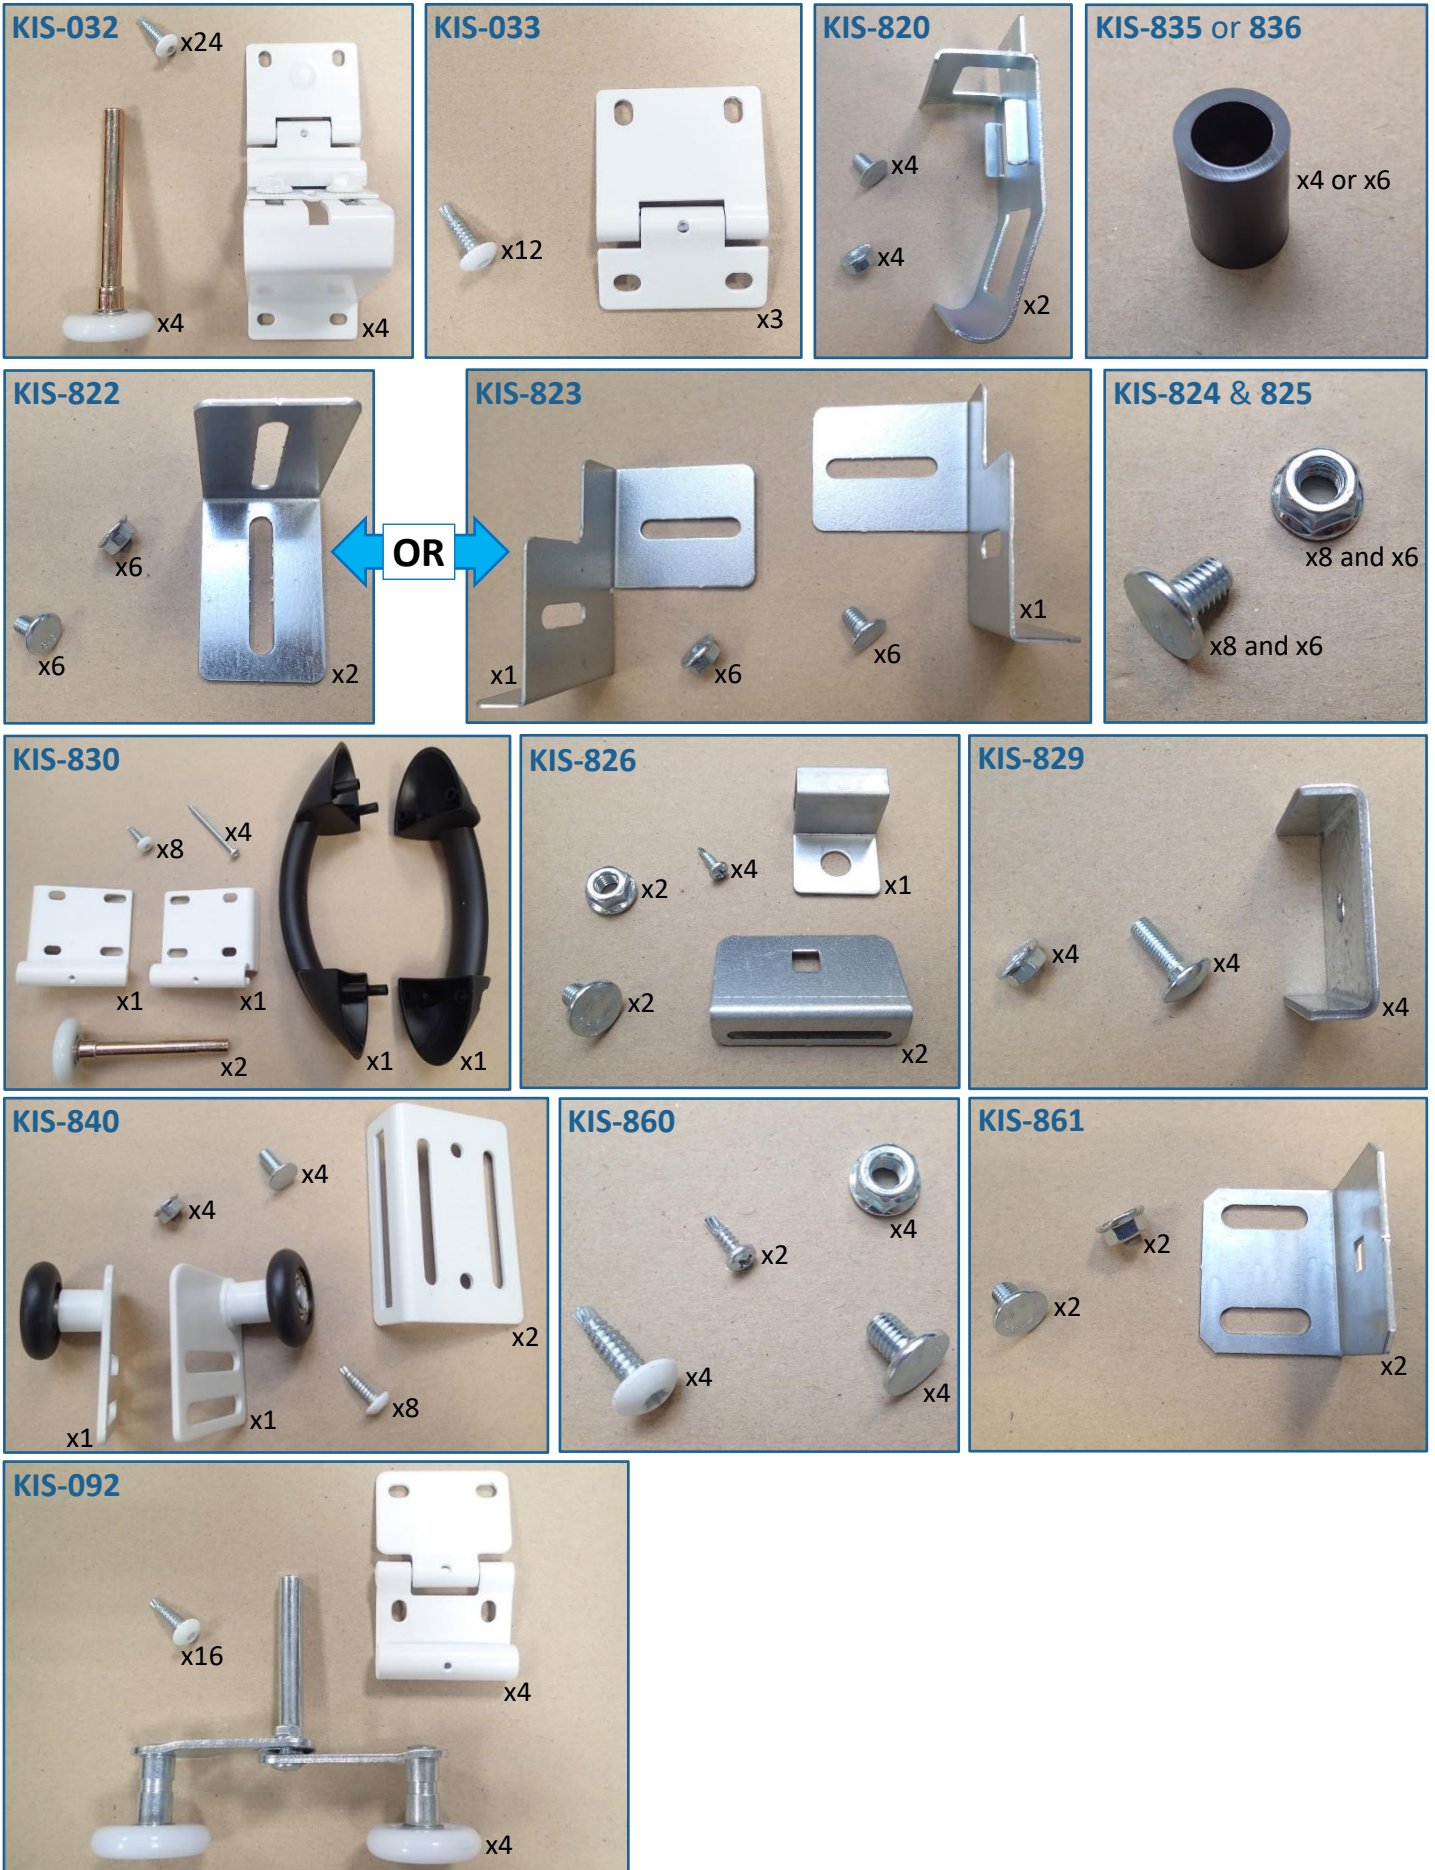 KIS-032
x24
x4
x4
KIS-033
x12
x3
KIS-820
x4
x4
x2
KIS-835 or 836
x4 or x6
KIS-822
x6
x6
x2
OR
KIS-823
x1
x6
x6
x1
KIS-824 & 825
x8 and x6
x8 and x6
KIS-830
x8
x4
x1
x1
x2
x1
x1
KIS-826
x2
x4
x1
x2
x2
KIS-829
x4
x4
x4
KIS-840
x4
x4
x2
x1
x1
x8
KIS-860
x4
x2
x4
x4
KIS-861
x2
x2
x2
KIS-092
x16
x4
x4